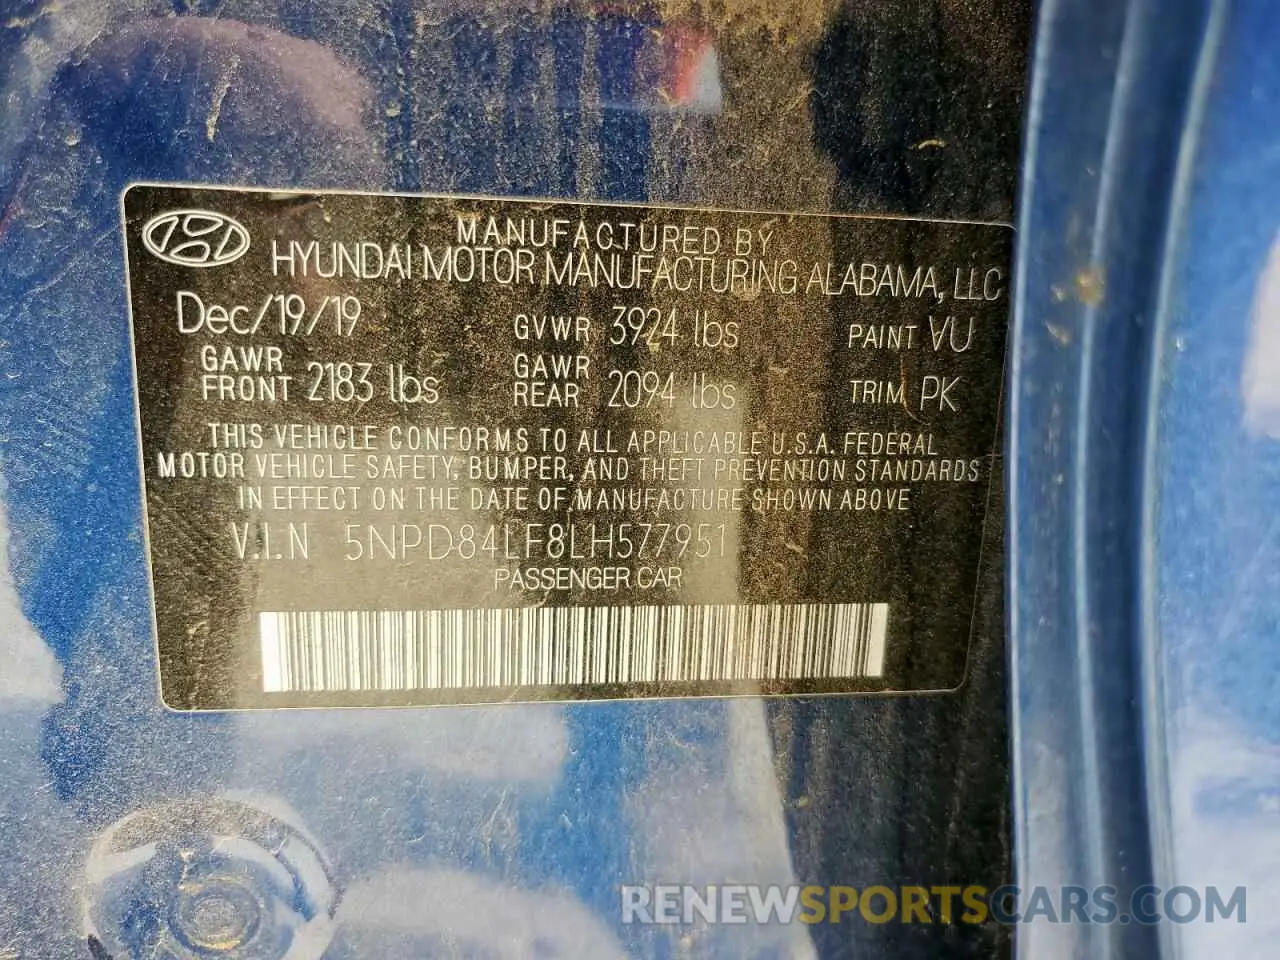 MANUFACTURED BY
HYUNDAI MOTOR MANUFACTURING ALABAMA, LLC
Dec/19/19 GVWR 3924 lbs PAINT VU
GAWR FRONT 2183 lbs GAWR REAR 2094 lbs TRIM PK
THIS VEHICLE CONFORMS TO ALL APPLICABLE U.S.A. FEDERAL
MOTOR VEHICLE SAFETY, BUMPER, AND THEFT PREVENTION STANDARDS
IN EFFECT ON THE DATE OF MANUFACTURE SHOWN ABOVE
V.I.N 5NPD84LF8LH577951
PASSENGER CAR
RENEWSPORTSCARS.COM